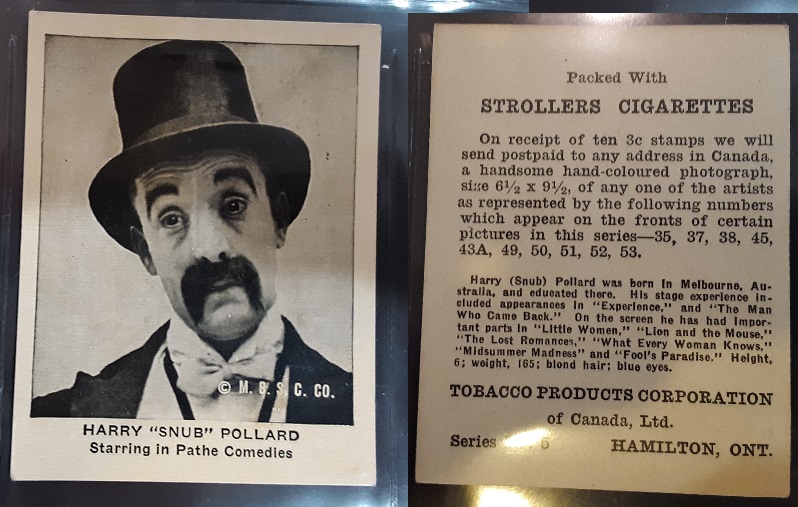 © M. B. S. C. CO.
HARRY "SNUB" POLLARD
Starring in Pathe Comedies
Packed With
STROLLERS CIGARETTES
On receipt of ten 3c stamps we will
send postpaid to any address in Canada,
a handsome hand-coloured photograph,
size 6½ x 9½, of any one of the artists
as represented by the following numbers
which appear on the fronts of certain
pictures in this series—35, 37, 38, 45,
43A, 49, 50, 51, 52, 53.
Harry (Snub) Pollard was born in Melbourne, Au-
stralia, and educated there. His stage experience in-
cluded appearances in "Experience," and "The Man
Who Came Back." On the screen he has had impor-
tant parts in "Little Women," "Lion and the Mouse,"
"The Lost Romances," "What Every Woman Knows,"
"Midsummer Madness" and "Fool's Paradise." Height,
6; weight, 165; blond hair; blue eyes.
TOBACCO PRODUCTS CORPORATION
of Canada, Ltd.
Series
HAMILTON, ONT.